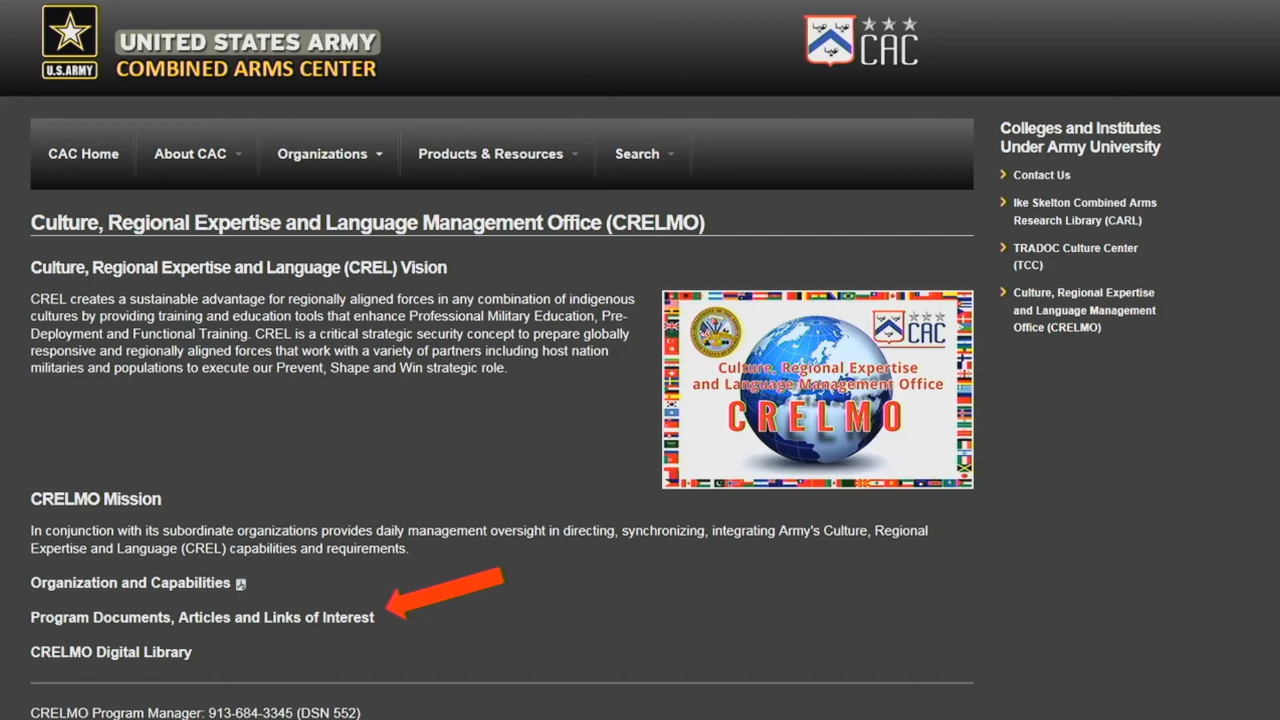 U.S.ARMY
UNITED STATES ARMY
COMBINED ARMS CENTER
CAC
CAC Home
About CAC
Organizations
Products & Resources
Search
Culture, Regional Expertise and Language Management Office (CRELMO)
Culture, Regional Expertise and Language (CREL) Vision
CREL creates a sustainable advantage for regionally aligned forces in any combination of indigenous
cultures by providing training and education tools that enhance Professional Military Education, Pre-
Deployment and Functional Training. CREL is a critical strategic security concept to prepare globally
responsive and regionally aligned forces that work with a variety of partners including host nation
militaries and populations to execute our Prevent, Shape and Win strategic role.
CAC
Culture, Regional Expertise
and Language Management Office
CRELMO
CRELMO Mission
In conjunction with its subordinate organizations provides daily management oversight in directing, synchronizing, integrating Army's Culture, Regional
Expertise and Language (CREL) capabilities and requirements.
Organization and Capabilities
Program Documents, Articles and Links of Interest
CRELMO Digital Library
CRELMO Program Manager: 913-684-3345 (DSN 552)
Colleges and Institutes
Under Army University
Contact Us
Ike Skelton Combined Arms
Research Library (CARL)
TRADOC Culture Center
(TCC)
Culture, Regional Expertise
and Language Management
Office (CRELMO)